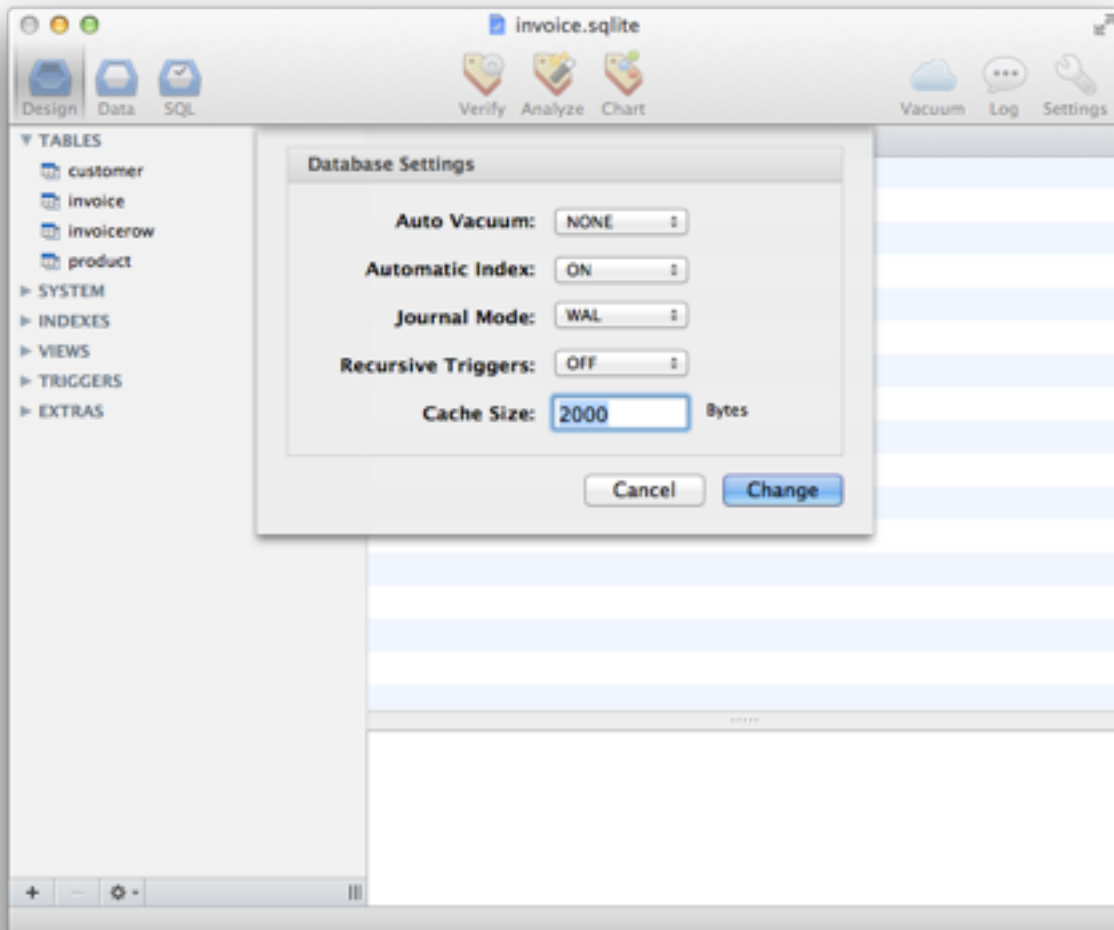 invoice.sqlite
Design Data SQL Verify Analyze Chart Vacuum Log Settings
TABLES
customer
invoice
invoicerow
product
SYSTEM
INDEXES
VIEWS
TRIGGERS
EXTRAS
Database Settings
Auto Vacuum: NONE
Automatic Index: ON
Journal Mode: WAL
Recursive Triggers: OFF
Cache Size: 2000 Bytes
Cancel Change